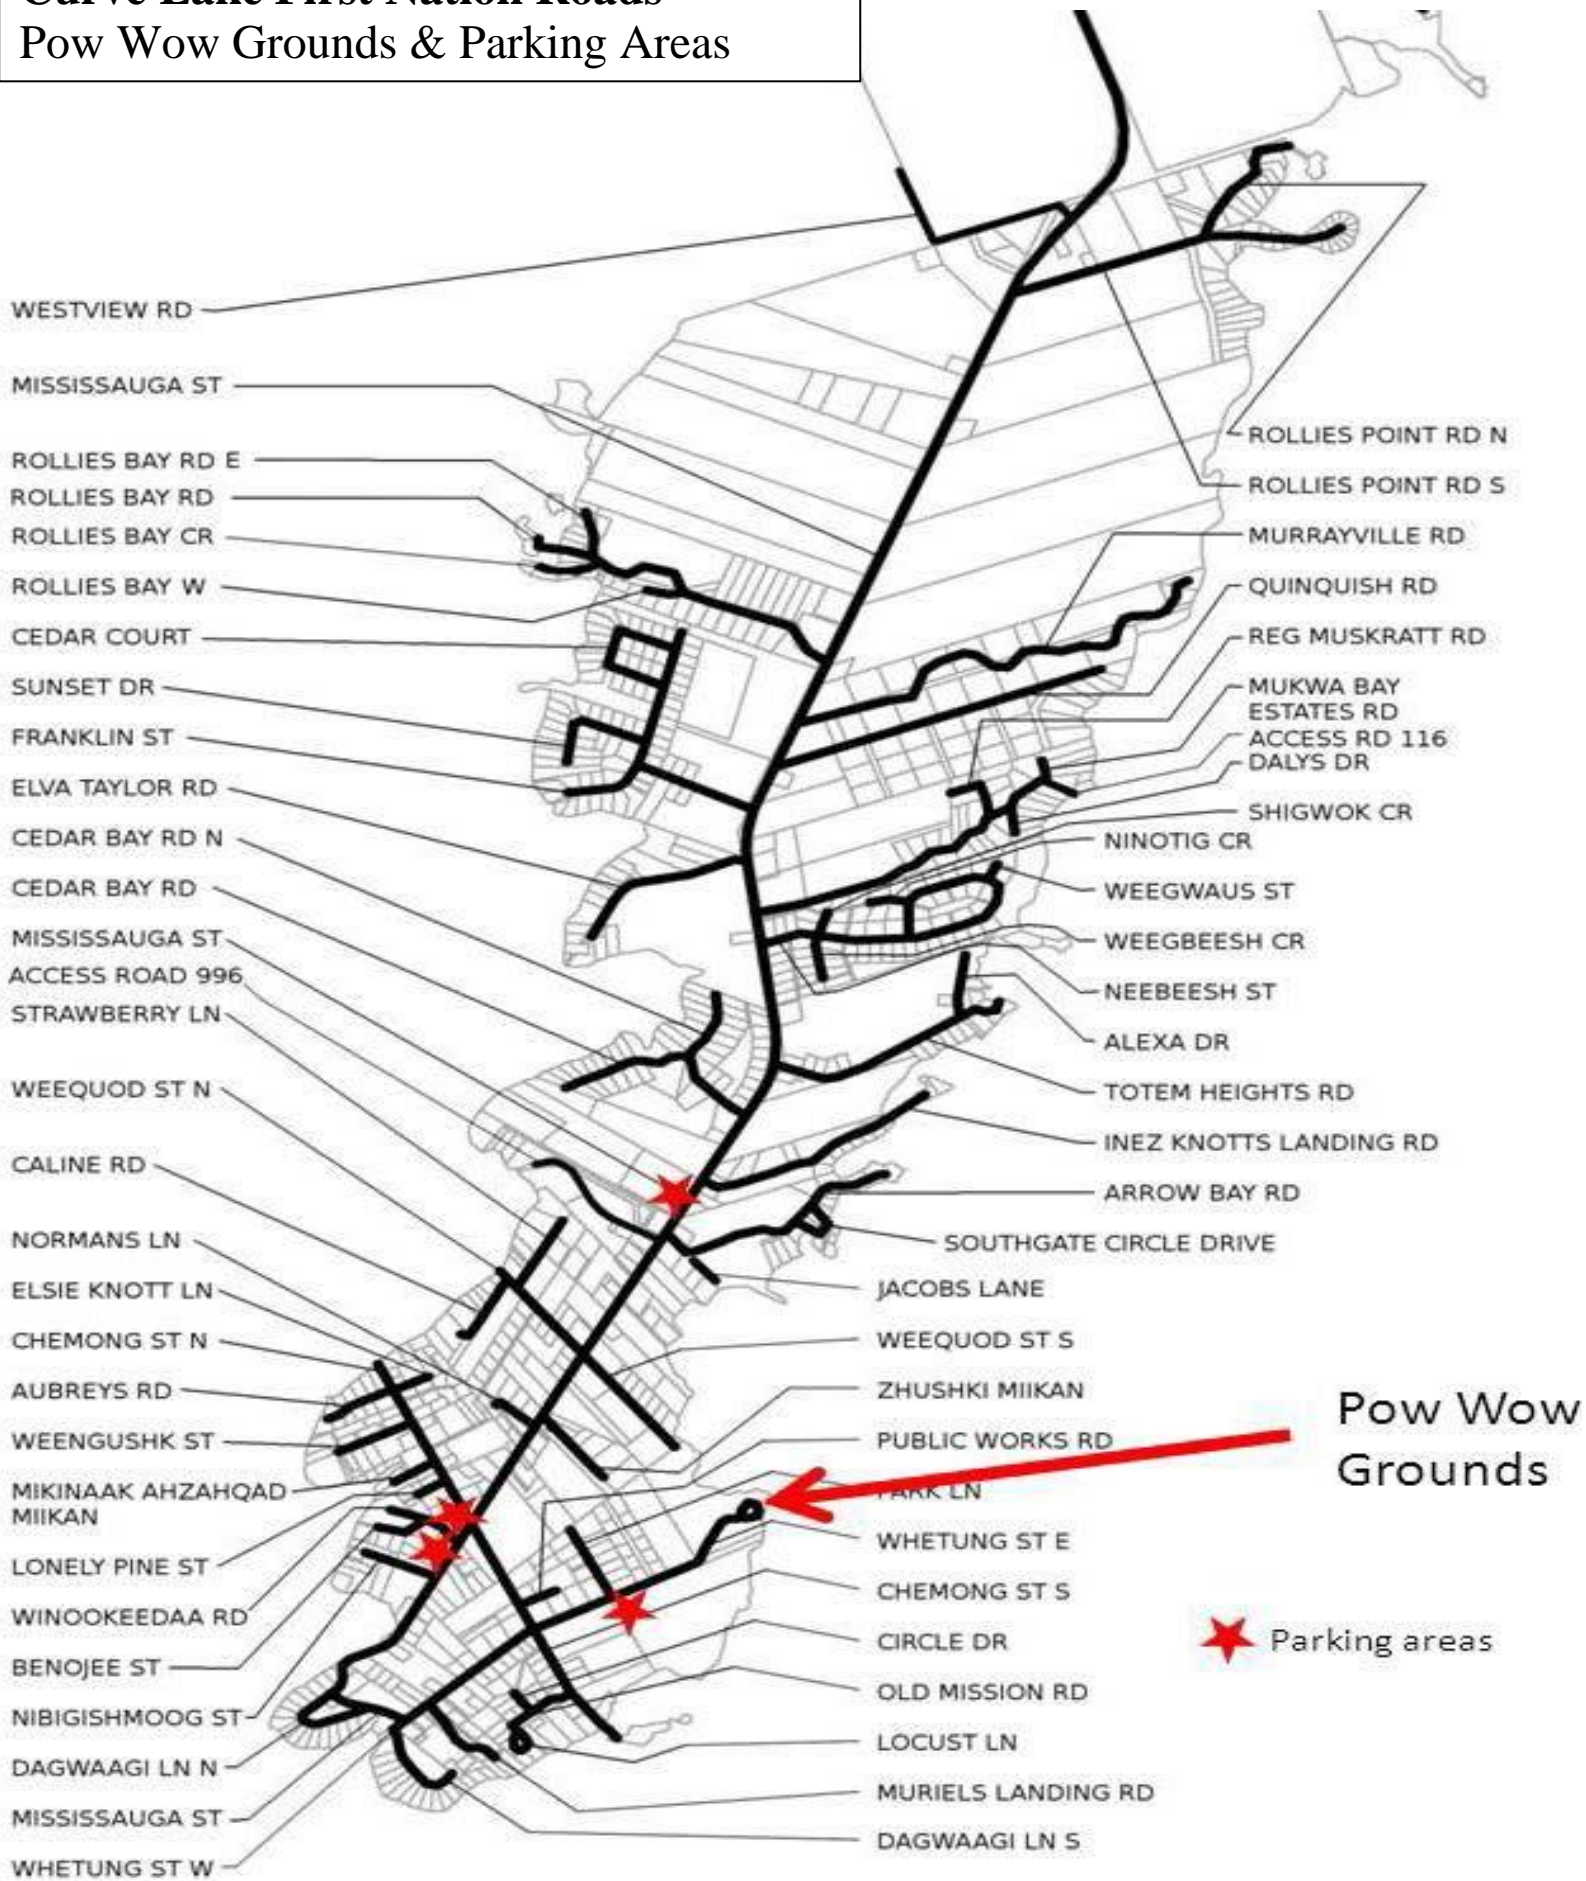 Curve Lake First Nation Roads
Pow Wow Grounds & Parking Areas
WESTVIEW RD
MISSISSAUGA ST
ROLLIES BAY RD E
ROLLIES BAY RD
ROLLIES BAY CR
ROLLIES BAY W
CEDAR COURT
SUNSET DR
FRANKLIN ST
ELVA TAYLOR RD
CEDAR BAY RD N
CEDAR BAY RD
MISSISSAUGA ST
ACCESS ROAD 996
STRAWBERRY LN
WEEQUOD ST N
CALINE RD
NORMANS LN
ELSIE KNOTT LN
CHEMONG ST N
AUBREYS RD
WEENGUSHK ST
MIKINAAK AHZAHQAD
MIIKAN
LONELY PINE ST
WINOOKEEDAA RD
BENOJEE ST
NIBIGISHMOOG ST
DAGWAAGI LN N
MISSISSAUGA ST
WHETUNG ST W
ROLLIES POINT RD N
ROLLIES POINT RD S
MURRAYVILLE RD
QUINQUISH RD
REG MUSKRATT RD
MUKWA BAY
ESTATES RD
ACCESS RD 116
DALYS DR
SHIGWOK CR
NINOTIG CR
WEEGWAUS ST
WEEGBEESH CR
NEEBEESH ST
ALEXA DR
TOTEM HEIGHTS RD
INEZ KNOTTS LANDING RD
ARROW BAY RD
SOUTHGATE CIRCLE DRIVE
JACOBS LANE
WEEQUOD ST S
ZHUSHKI MIIKAN
PUBLIC WORKS RD
PARK LN
WHETUNG ST E
CHEMONG ST S
CIRCLE DR
OLD MISSION RD
LOCUST LN
MURIELS LANDING RD
DAGWAAGI LN S
Pow Wow
Grounds
Parking areas